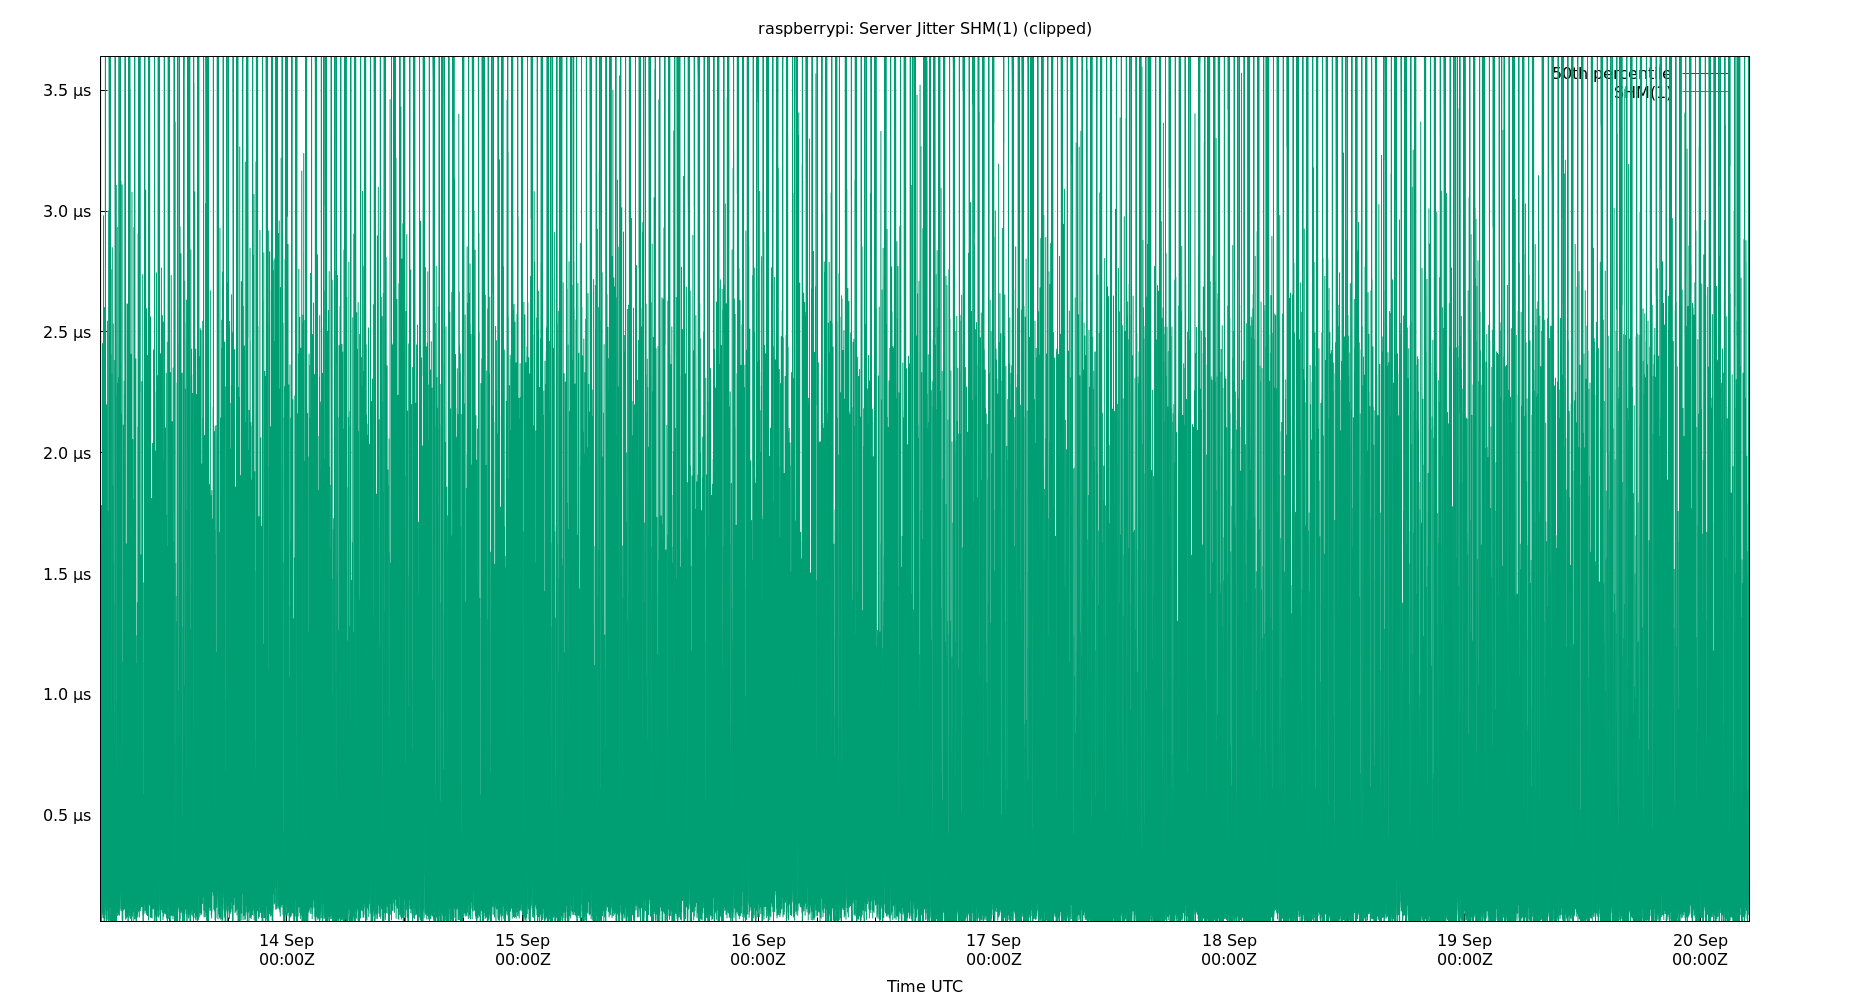 raspberrypi: Server Jitter SHM(1) (clipped)
50th percentile
SHM(1)
3.5 µs
3.0 µs
2.5 µs
2.0 µs
1.5 µs
1.0 µs
0.5 µs
14 Sep 15 Sep 16 Sep 17 Sep 18 Sep 19 Sep 20 Sep
00:00Z 00:00Z 00:00Z 00:00Z 00:00Z 00:00Z 00:00Z
Time UTC